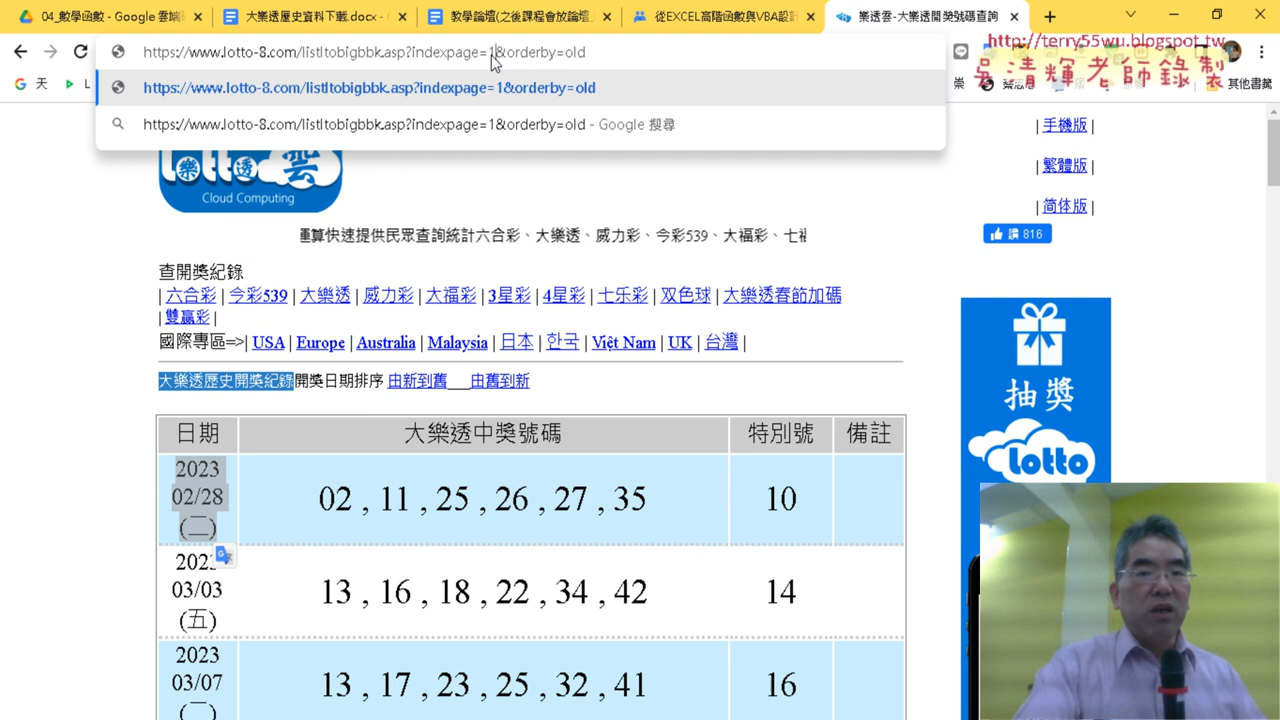 04_數學函數 - Google 雲端
大樂透歷史資料下載.docx -
教學論壇(之後課程會放論壇
從EXCEL高階函數與VBA設計
樂透雲-大樂透開獎號碼查詢
https://www.lotto-8.com/listltobigbbk.asp?indexpage=1&orderby=old
http://terry55wu.blogspot.tw
吳清輝老師錄製
天
其他書籤
https://www.lotto-8.com/listltobigbbk.asp?indexpage=1&orderby=old
https://www.lotto-8.com/listltobigbbk.asp?indexpage=1&orderby=old - Google 搜尋
| 手機版 |
| 繁體版 |
| 简体版 |
lotto
樂透雲
Cloud Computing
讚 816
運算快速提供民眾查詢統計六合彩、大樂透、威力彩、今彩539、大福彩、七補
查開獎紀錄
| 六合彩 | 今彩539 | 大樂透 | 威力彩 | 大福彩 | 3星彩 | 4星彩 | 七乐彩 | 双色球 | 大樂透春節加碼
| 雙贏彩 |
國際專區=>| USA | Europe | Australia | Malaysia | 日本 | 한국 | Việt Nam | UK | 台灣 |
大樂透歷史開獎紀錄開獎日期排序 由新到舊 由舊到新
日期 大樂透中獎號碼 特別號 備註
2023
02/28
(二)
02 , 11 , 25 , 26 , 27 , 35 10
2023
03/03
(五)
13 , 16 , 18 , 22 , 34 , 42 14
2023
03/07
13 , 17 , 23 , 25 , 32 , 41 16
抽獎
lotto